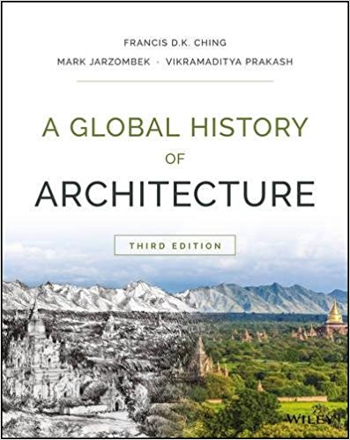 FRANCIS D.K. CHING
MARK JARZOMBEK · VIKRAMADITYA PRAKASH
A GLOBAL HISTORY
OF
ARCHITECTURE
THIRD EDITION
WILEY